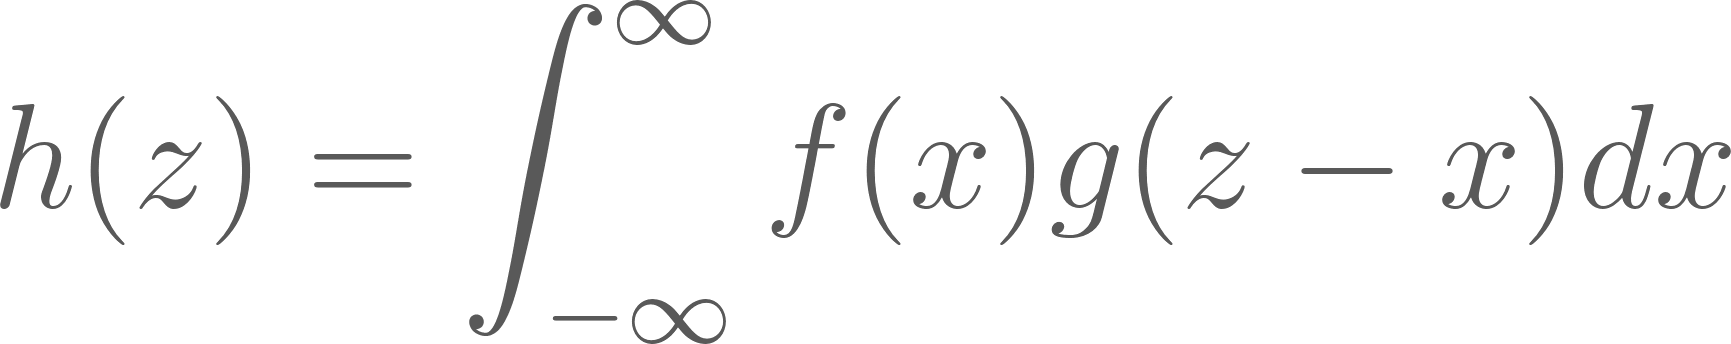 h(z) = ∫_{-∞}^{∞} f(x)g(z − x)dx